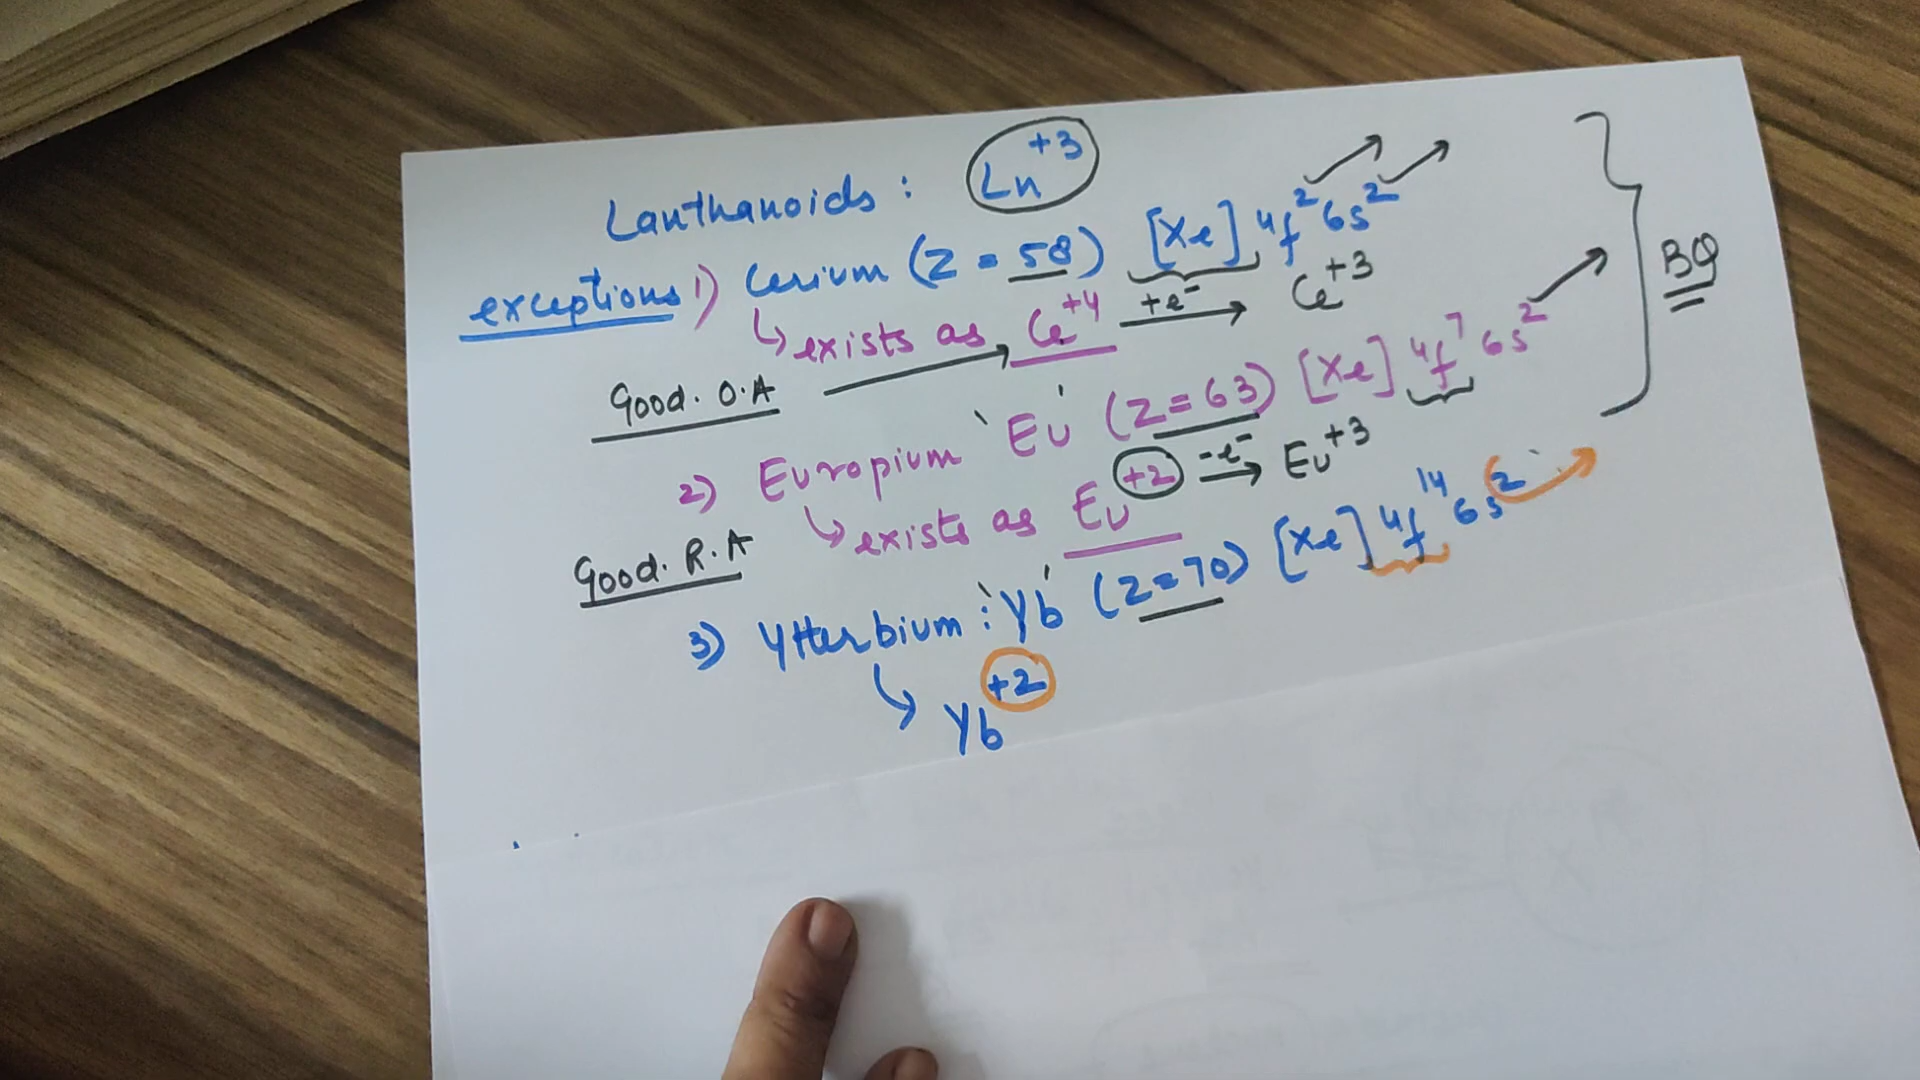 Lanthanoids : Ln+3
exceptions 1) Cerium (Z = 58) [Xe] 4f2 6s2
↳ exists as Ce+4 +e- → Ce+3
Good. O.A →
2) Europium 'Eu' (Z=63) [Xe] 4f7 6s2
↳ exists as Eu+2 -e- → Eu+3
Good. R.A
3) Ytterbium : 'Yb' (Z=70) [Xe] 4f14 6s2
↳ Yb+2
BQ